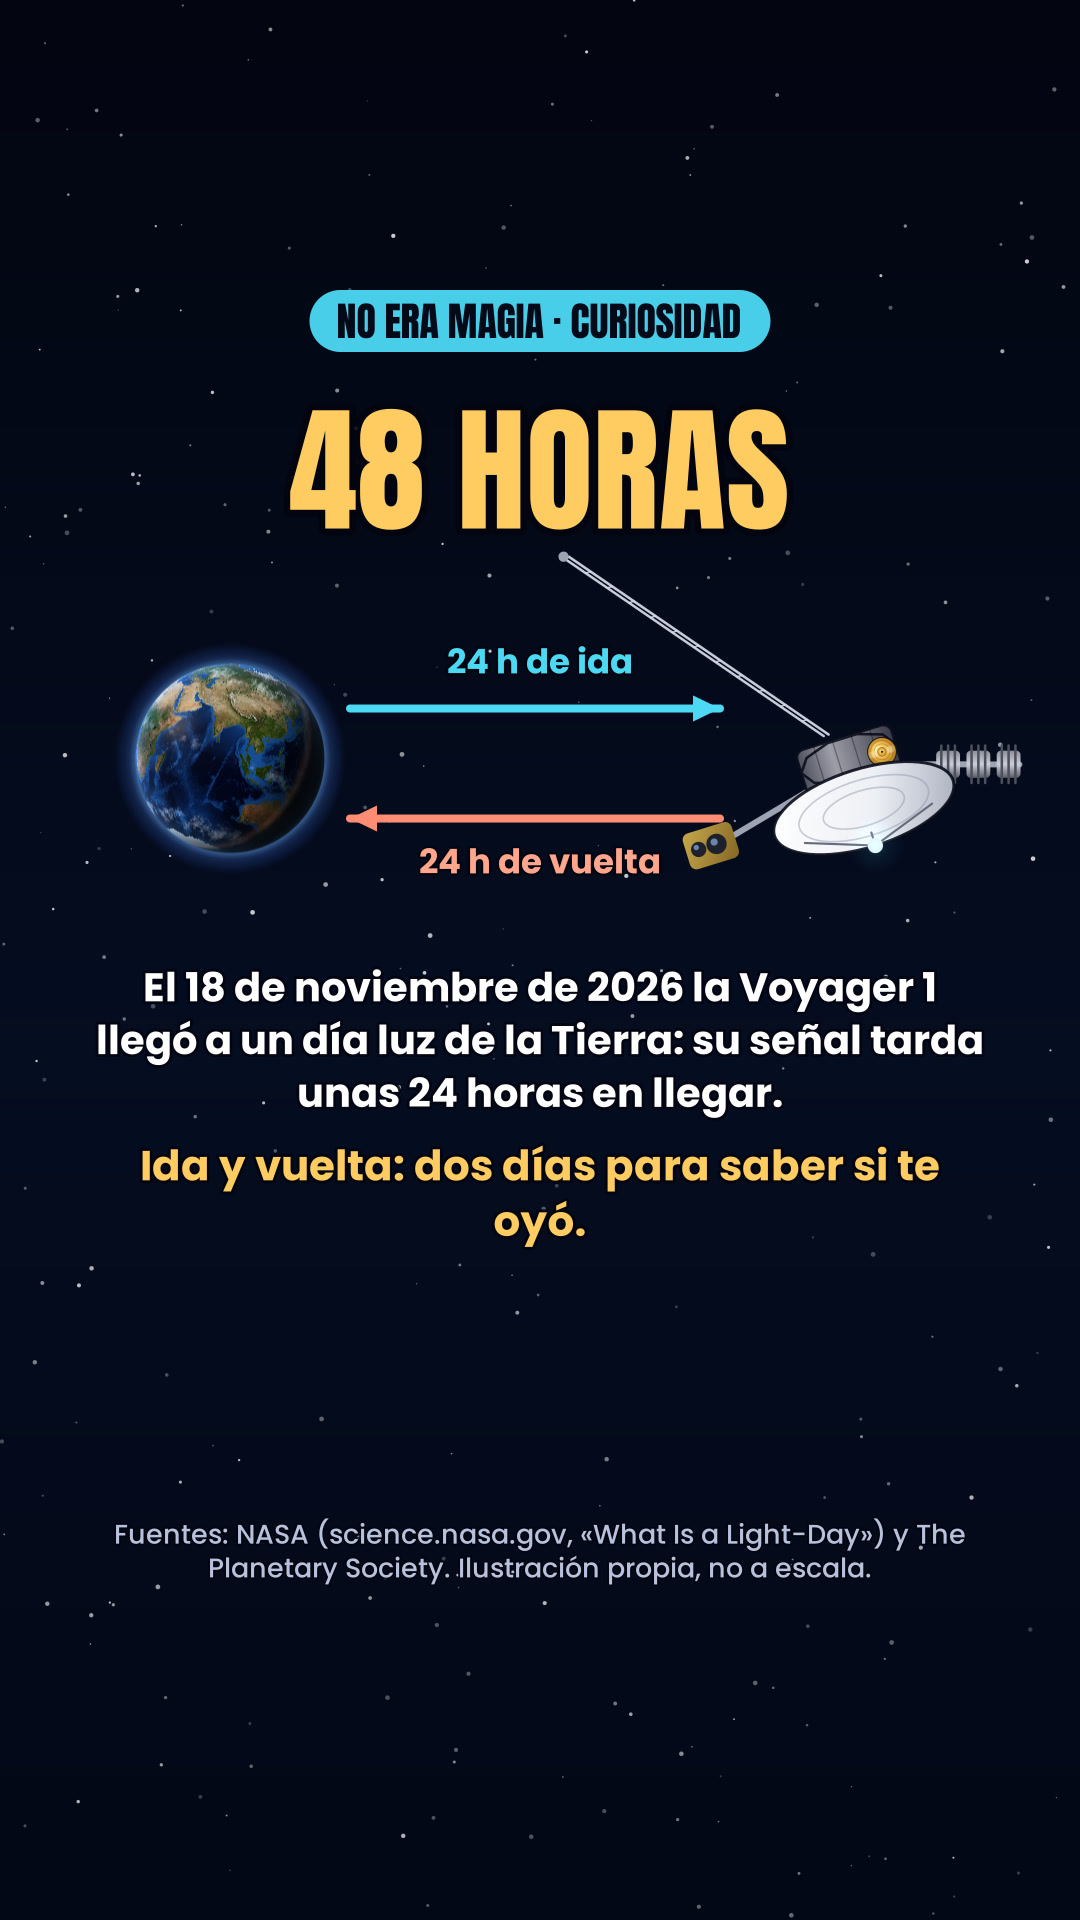 NO ERA MAGIA · CURIOSIDAD
48 HORAS
24 h de ida
24 h de vuelta
El 18 de noviembre de 2026 la Voyager 1
llegó a un día luz de la Tierra: su señal tarda
unas 24 horas en llegar.
Ida y vuelta: dos días para saber si te
oyó.
Fuentes: NASA (science.nasa.gov, «What Is a Light-Day») y The
Planetary Society. Ilustración propia, no a escala.